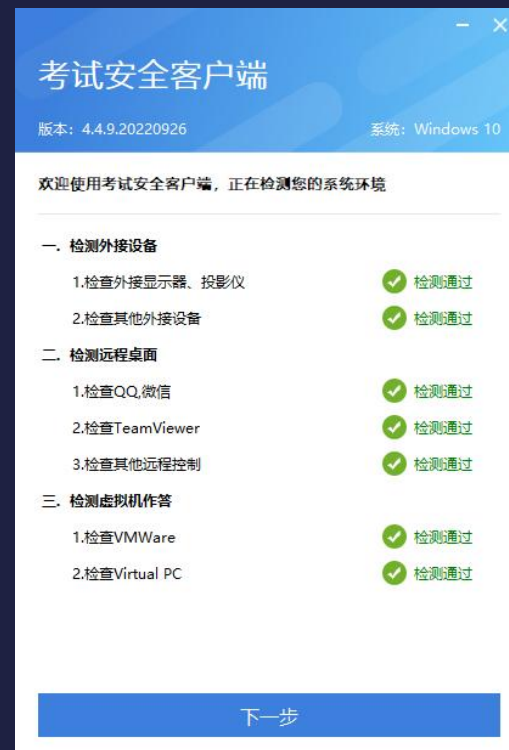 考试安全客户端
版本：4.4.9.20220926 系统：Windows 10
欢迎使用考试安全客户端，正在检测您的系统环境
一. 检测外接设备
1.检查外接显示器、投影仪 检测通过
2.检查其他外接设备 检测通过
二. 检测远程桌面
1.检查QQ,微信 检测通过
2.检查TeamViewer 检测通过
3.检查其他远程控制 检测通过
三. 检测虚拟机作答
1.检查VMWare 检测通过
2.检查Virtual PC 检测通过
下一步